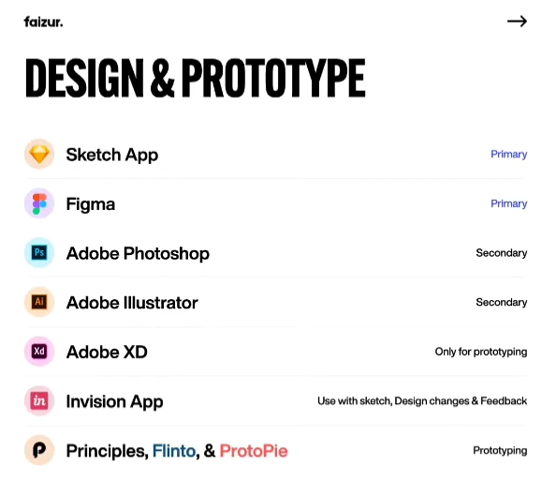 faizur.
DESIGN & PROTOTYPE
Sketch App Primary
Figma Primary
Ps Adobe Photoshop Secondary
Ai Adobe Illustrator Secondary
Xd Adobe XD Only for prototyping
in Invision App Use with sketch, Design changes & Feedback
Principles, Flinto, & ProtoPie Prototyping